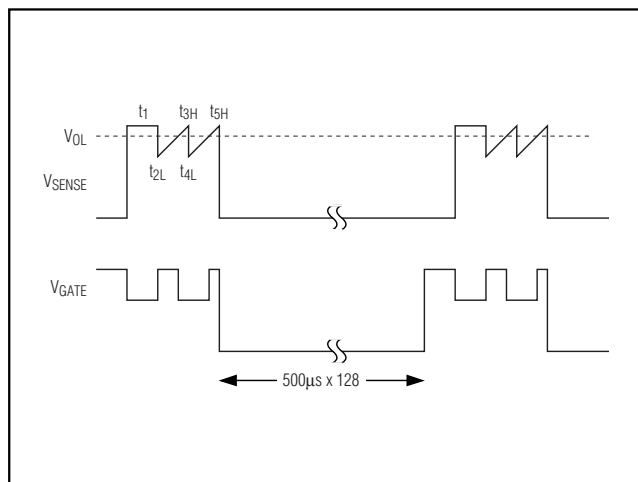 t1 t3H t5H
VOL
t2L t4L
VSENSE
VGATE
500μs x 128